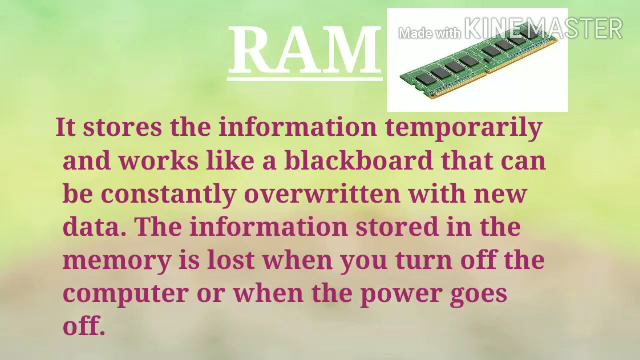 RAM
Made with KINEMASTER
It stores the information temporarily
and works like a blackboard that can
be constantly overwritten with new
data. The information stored in the
memory is lost when you turn off the
computer or when the power goes
off.